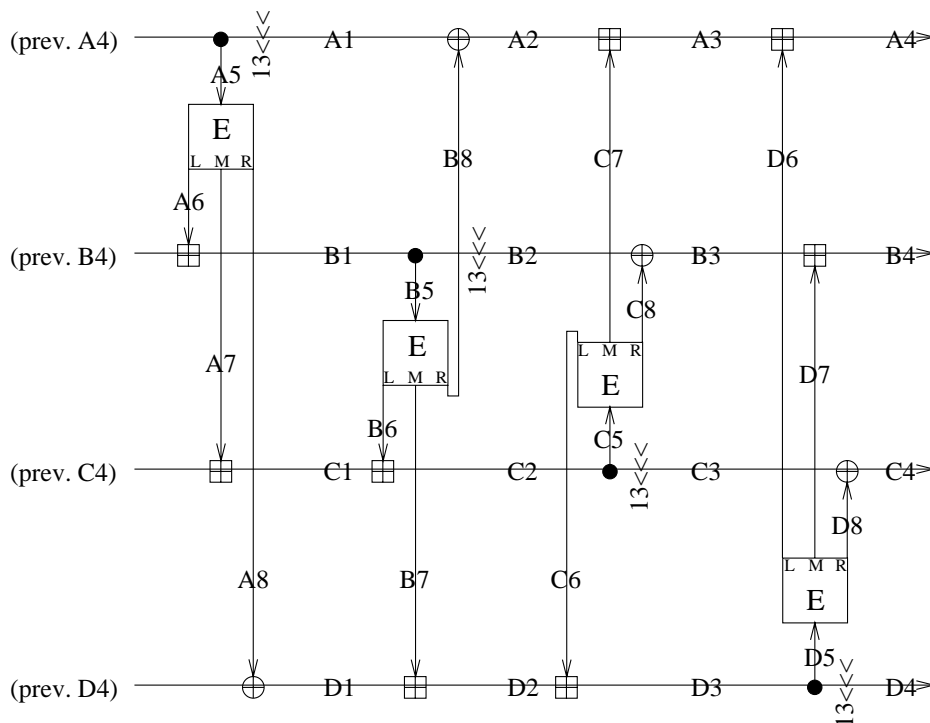 (prev. A4) 13<<< A1 A2 A3 A4
A5
E
L M R
A6 B8 C7 D6
(prev. B4) B1 13<<< B2 B3 B4
B5 C8
E L M R
L M R E
A7 D7
B6 C5
(prev. C4) C1 C2 13<<< C3 C4
D8
L M R
E
A8 B7 C6
D5
(prev. D4) D1 D2 D3 13<<< D4